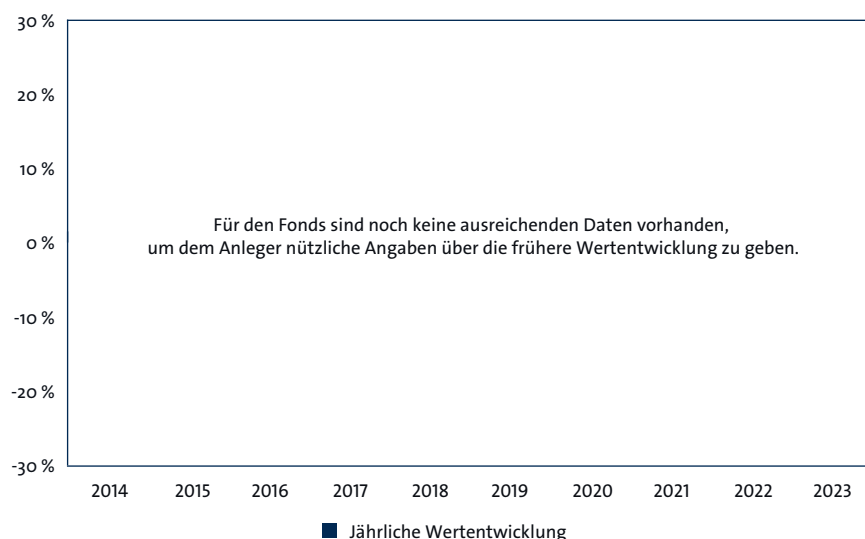 30 %
20 %
10 %
0 %
-10 %
-20 %
-30 %
Für den Fonds sind noch keine ausreichenden Daten vorhanden,
um dem Anleger nützliche Angaben über die frühere Wertentwicklung zu geben.
2014 2015 2016 2017 2018 2019 2020 2021 2022 2023
Jährliche Wertentwicklung